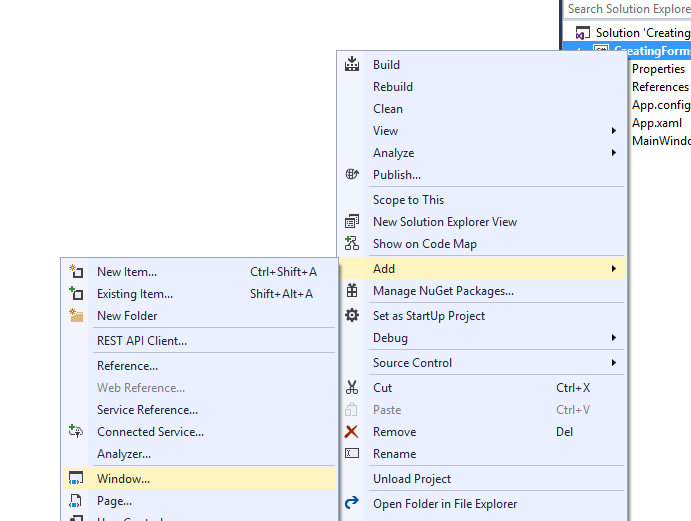 Search Solution Explore
Solution 'Creating
CreatingForms
Properties
References
App.config
App.xaml
MainWindo
Build
Rebuild
Clean
View
Analyze
Publish...
Scope to This
New Solution Explorer View
Show on Code Map
Add
Manage NuGet Packages...
Set as StartUp Project
Debug
Source Control
Cut Ctrl+X
Paste Ctrl+V
Remove Del
Rename
Unload Project
Open Folder in File Explorer
New Item... Ctrl+Shift+A
Existing Item... Shift+Alt+A
New Folder
REST API Client...
Reference...
Web Reference...
Service Reference...
Connected Service...
Analyzer...
Window...
Page...